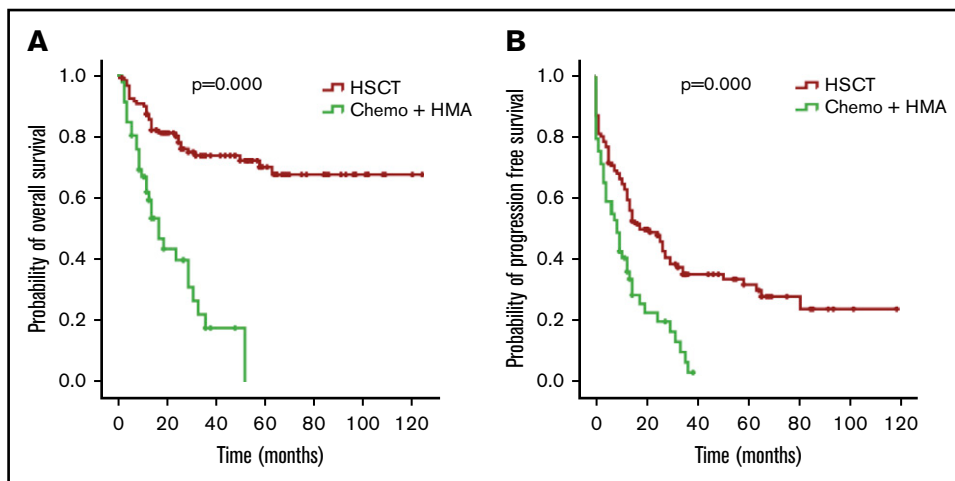 A
p=0.000
HSCT
Chemo + HMA
Probability of overall survival
1.0
0.8
0.6
0.4
0.2
0.0
0 20 40 60 80 100 120
Time (months)
B
p=0.000
HSCT
Chemo + HMA
Probability of progression free survival
1.0
0.8
0.6
0.4
0.2
0.0
0 20 40 60 80 100 120
Time (months)